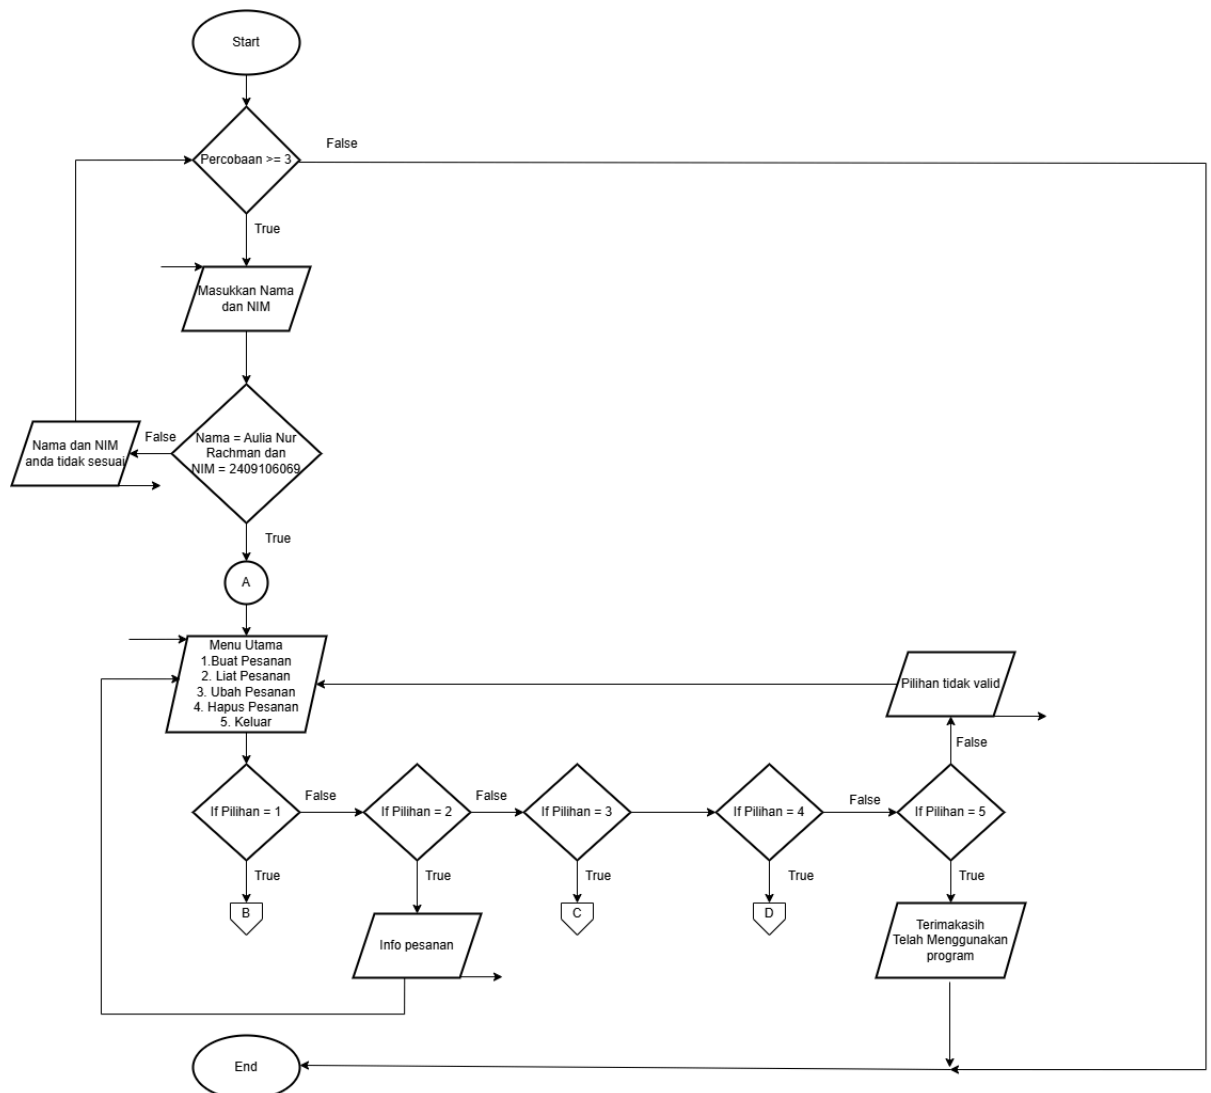 Start
Percobaan >= 3
False
True
Masukkan Nama
dan NIM
Nama = Aulia Nur
Rachman dan
NIM = 2409106069
False
Nama dan NIM
anda tidak sesuai
True
A
Menu Utama
1.Buat Pesanan
2. Liat Pesanan
3. Ubah Pesanan
4. Hapus Pesanan
5. Keluar
Pilihan tidak valid
False
If Pilihan = 1
False
If Pilihan = 2
False
If Pilihan = 3
If Pilihan = 4
False
If Pilihan = 5
True
True
True
True
True
B
Info pesanan
C
D
Terimakasih
Telah Menggunakan
program
End